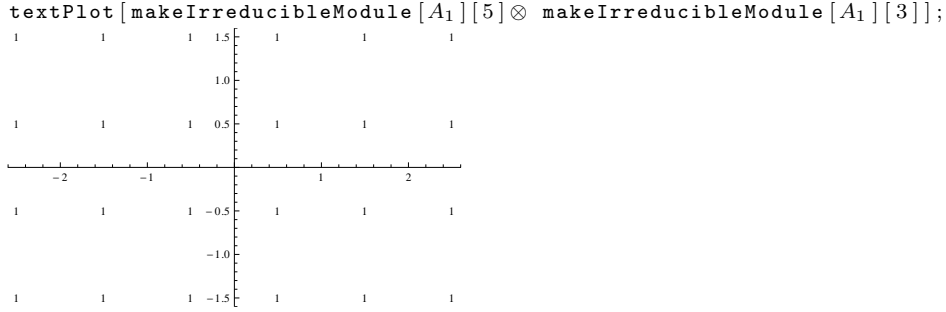 textPlot[makeIrreducibleModule[A₁][5]⊗ makeIrreducibleModule[A₁][3]];
1 1 1 1.5 1 1 1
1.0
1 1 1 0.5 1 1 1
-2 -1 1 2
1 1 1 -0.5 1 1 1
-1.0
1 1 1 -1.5 1 1 1